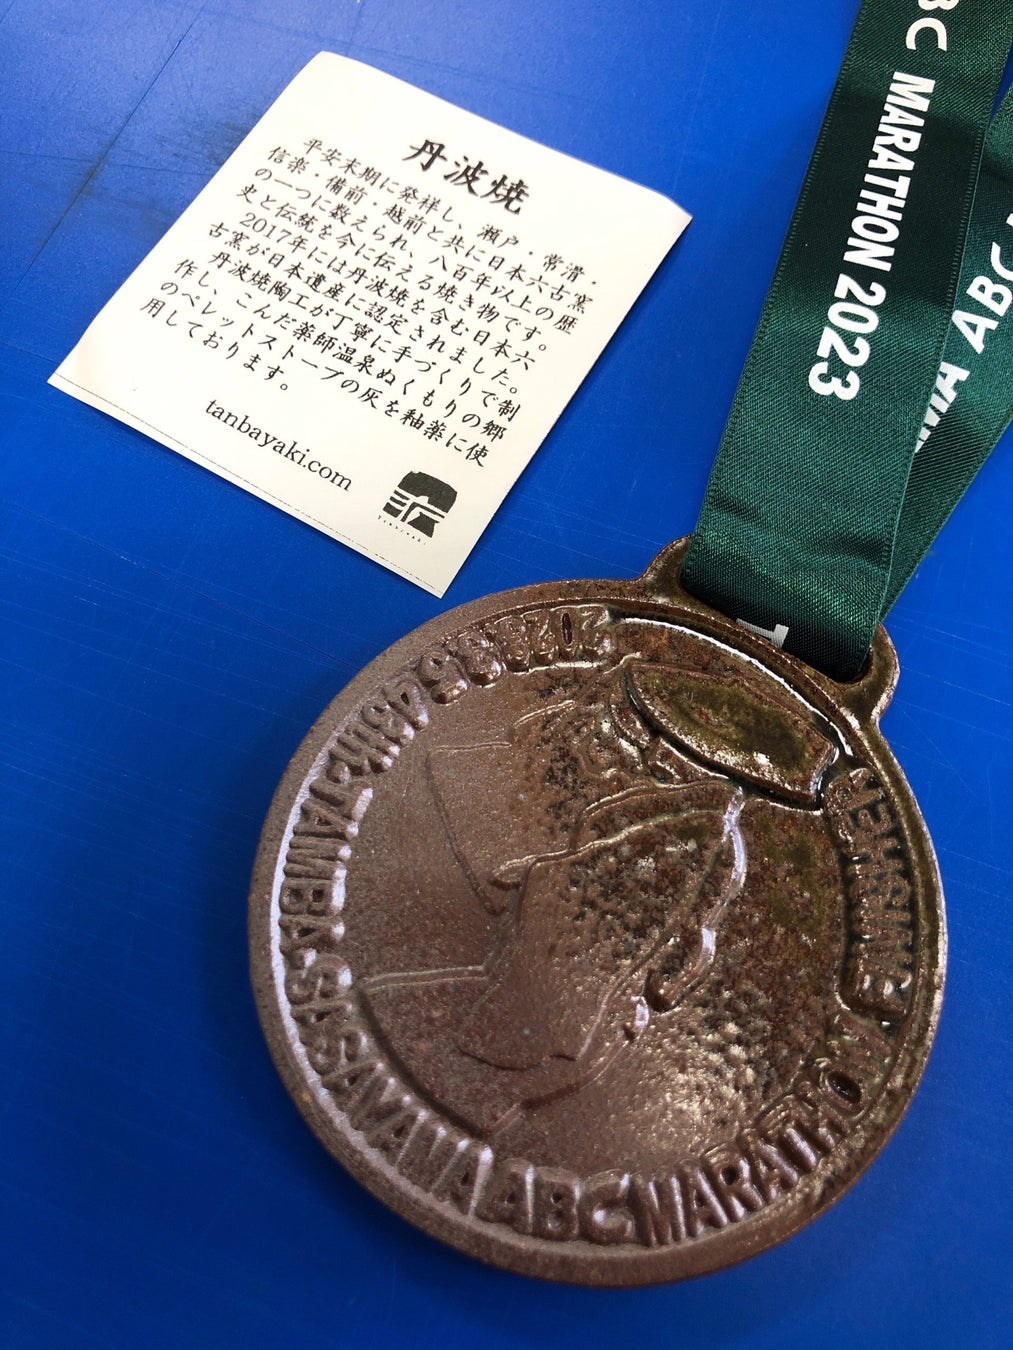 丹波焼
平安末期に発祥し、瀬戸・常滑・
信楽・備前・越前と共に日本六古窯
の一つに数えられ、八百年以上の歴
史と伝統を今に伝える焼き物です。
2017年には丹波焼を含む日本六
古窯が日本遺産に認定されました。
丹波焼陶工が丁寧に手づくりで制
作し、こんだ薬師温泉ぬくもりの郷
のペレットストーブの灰を釉薬に使
用しております。
tanbayaki.com
BC MARATHON 2023
ABC
43th TAMBA SASAYAMA ABC MARATHON
FINISHER